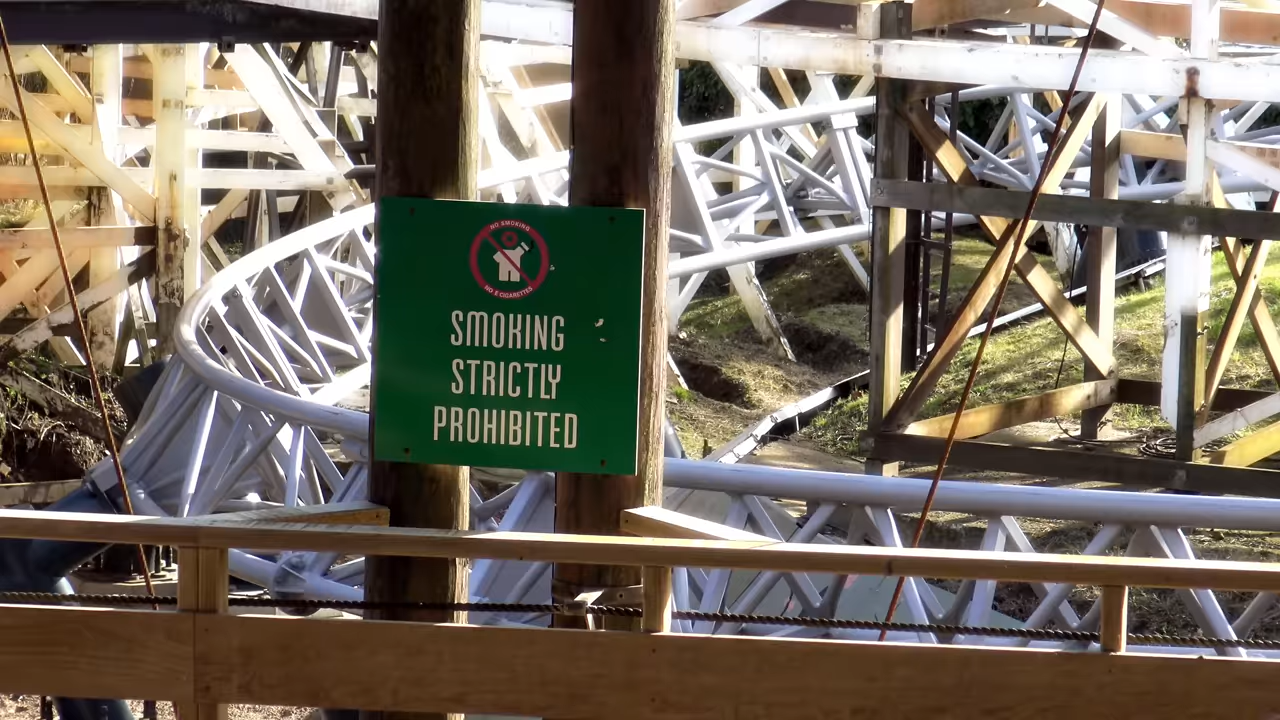 NO SMOKING
NO E CIGARETTES
SMOKING
STRICTLY
PROHIBITED